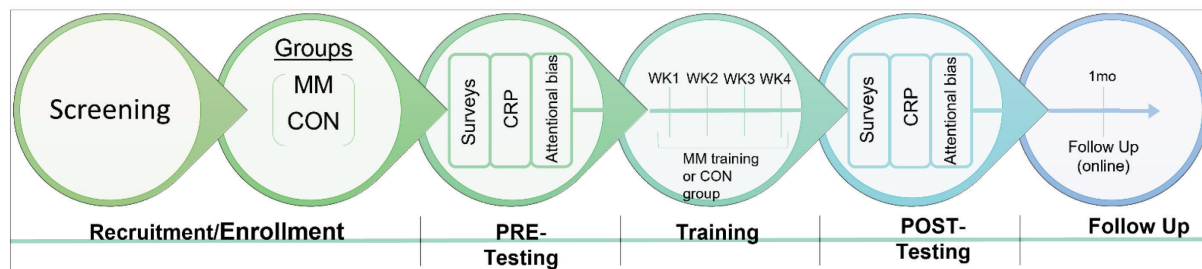 Screening
Groups
MM
CON
Surveys
CRP
Attentional bias
WK1 WK2 WK3 WK4
MM training
or CON
group
Surveys
CRP
Attentional bias
1mo
Follow Up
(online)
Recruitment/Enrollment
PRE-
Testing
Training
POST-
Testing
Follow Up